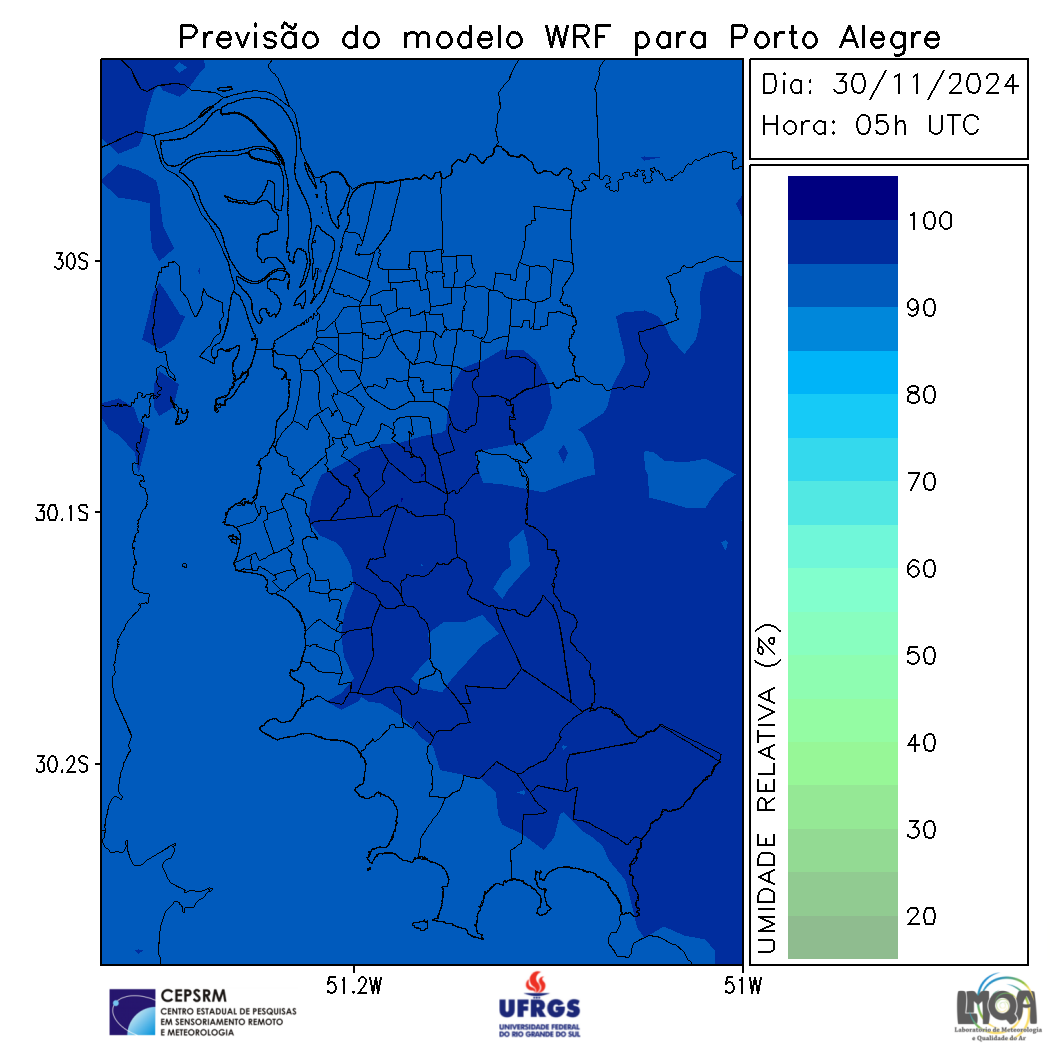 Previsão do modelo WRF para Porto Alegre
Dia: 30/11/2024
Hora: 05h UTC
30S
30.1S
30.2S
51.2W
51W
UMIDADE RELATIVA (%)
100
90
80
70
60
50
40
30
20
CEPSRM
CENTRO ESTADUAL DE PESQUISAS
EM SENSORIAMENTO REMOTO
E METEOROLOGIA
UFRGS
UNIVERSIDADE FEDERAL
DO RIO GRANDE DO SUL
LMQA
Laboratório de Meteorologia
e Qualidade do Ar